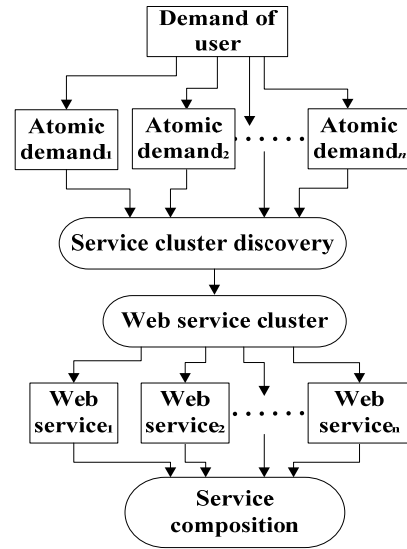 Demand of
user
Atomic
demand₁
Atomic
demand₂
Atomic
demandₙ
Service cluster discovery
Web service cluster
Web
service₁
Web
service₂
Web
serviceₙ
Service
composition